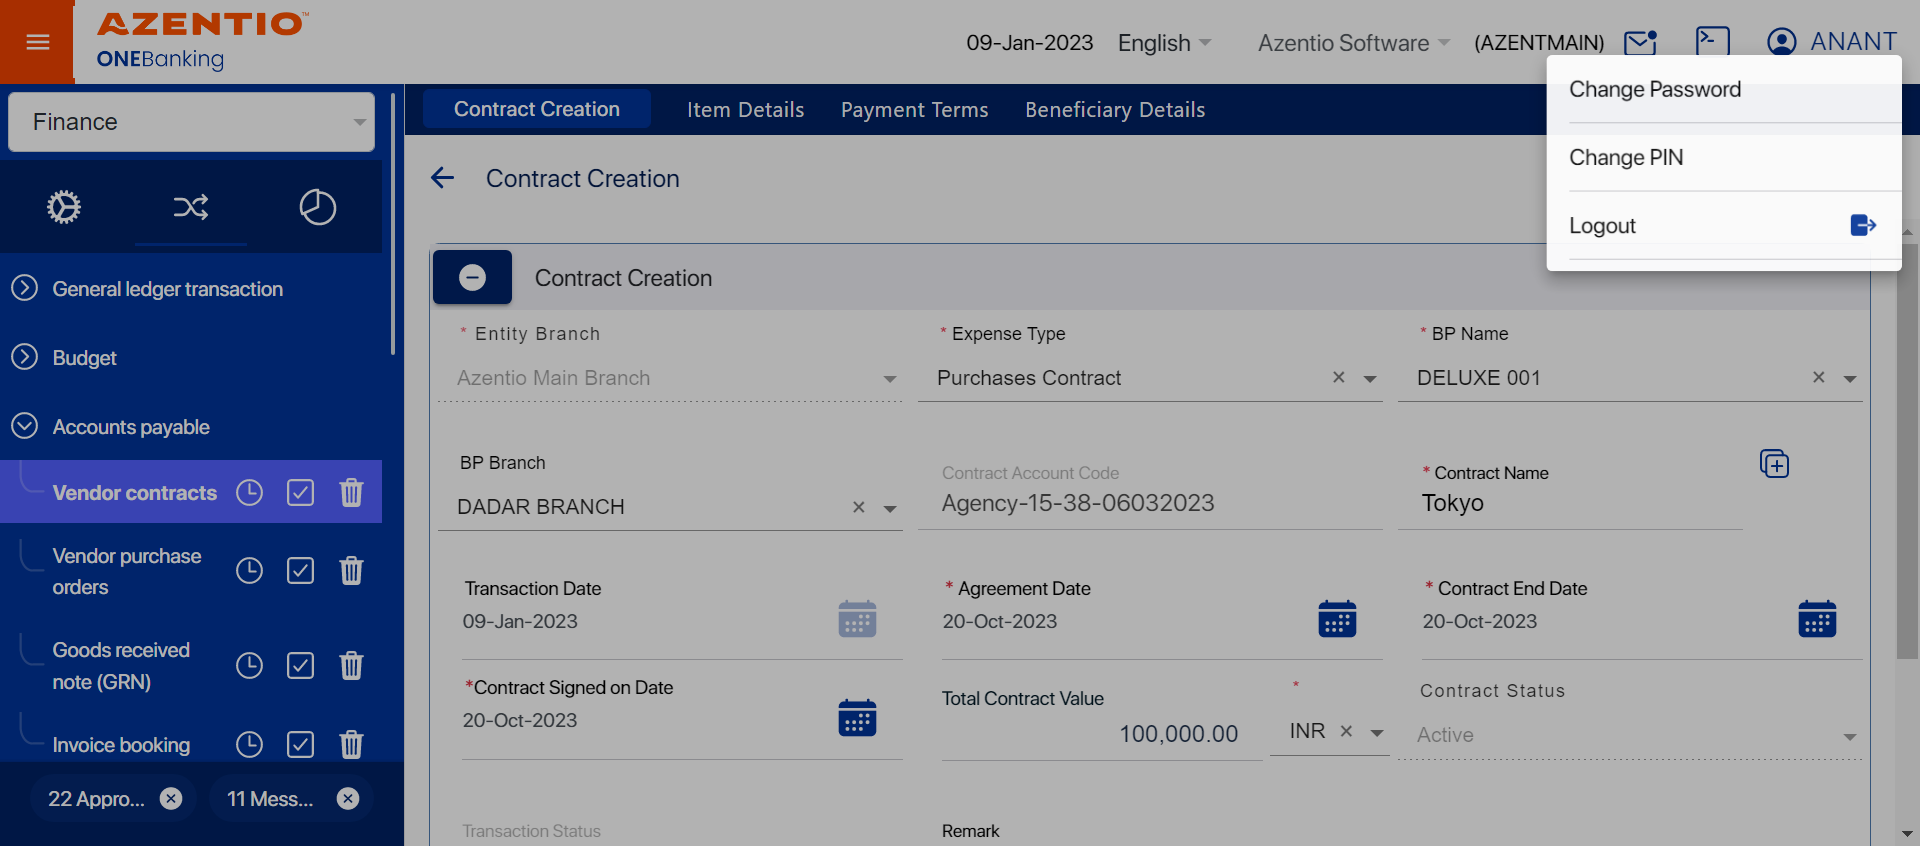 AZENTIO™
ONEBanking
09-Jan-2023
English
Azentio Software
(AZENTMAIN)
ANANT
Change Password
Change PIN
Logout
Finance
General ledger transaction
Budget
Accounts payable
Vendor contracts
Vendor purchase
orders
Goods received
note (GRN)
Invoice booking
22 Appro...
11 Mess...
Contract Creation
Item Details
Payment Terms
Beneficiary Details
Contract Creation
Contract Creation
* Entity Branch
Azentio Main Branch
* Expense Type
Purchases Contract
* BP Name
DELUXE 001
BP Branch
DADAR BRANCH
Contract Account Code
Agency-15-38-06032023
* Contract Name
Tokyo
Transaction Date
09-Jan-2023
* Agreement Date
20-Oct-2023
* Contract End Date
20-Oct-2023
*Contract Signed on Date
20-Oct-2023
Total Contract Value
100,000.00
*
INR
Contract Status
Active
Transaction Status
Remark